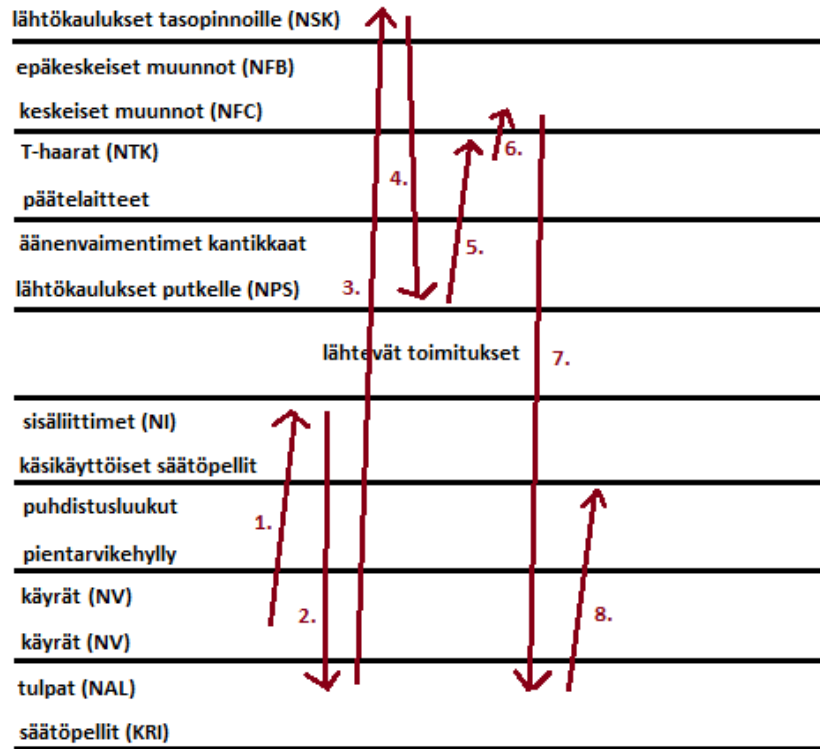 lähtökaulukset tasopinnoille (NSK)
epäkeskeiset muunnot (NFB)
keskeiset muunnot (NFC)
6.
T-haarat (NTK)
4.
päätelaitteet
äänenvaimentimet kantikkaat
5.
lähtökaulukset putkelle (NPS)
3.
lähtevät toimitukset
7.
sisäliittimet (NI)
käsikäyttöiset säätöpellit
puhdistusluukut
1.
pientarvikehylly
käyrät (NV)
2.
8.
käyrät (NV)
tulpat (NAL)
säätöpellit (KRI)